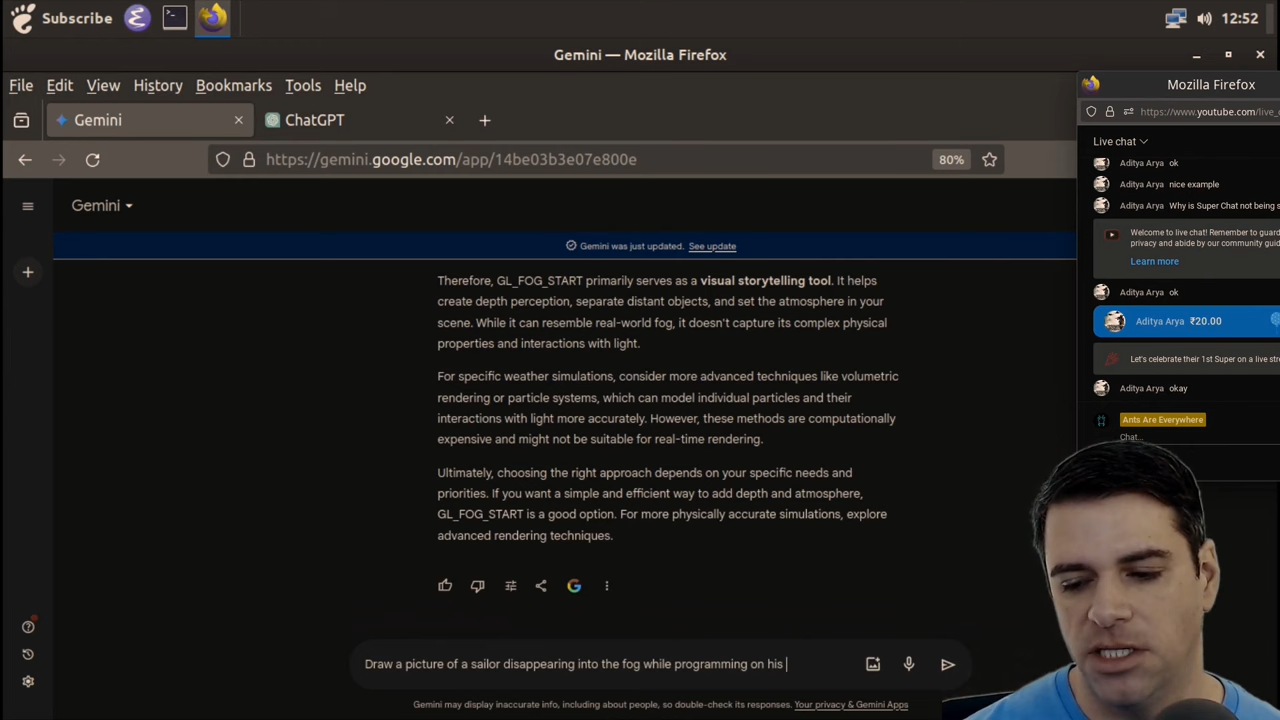 Subscribe
12:52
Gemini — Mozilla Firefox
File Edit View History Bookmarks Tools Help
Gemini
ChatGPT
https://gemini.google.com/app/14be03b3e07e800e
80%
Gemini
Gemini was just updated. See update
Therefore, GL_FOG_START primarily serves as a visual storytelling tool. It helps
create depth perception, separate distant objects, and set the atmosphere in your
scene. While it can resemble real-world fog, it doesn't capture its complex physical
properties and interactions with light.
For specific weather simulations, consider more advanced techniques like volumetric
rendering or particle systems, which can model individual particles and their
interactions with light more accurately. However, these methods are computationally
expensive and might not be suitable for real-time rendering.
Ultimately, choosing the right approach depends on your specific needs and
priorities. If you want a simple and efficient way to add depth and atmosphere,
GL_FOG_START is a good option. For more physically accurate simulations, explore
advanced rendering techniques.
Draw a picture of a sailor disappearing into the fog while programming on his
Gemini may display inaccurate info, including about people, so double-check its responses. Your privacy & Gemini Apps
Mozilla Firefox
https://www.youtube.com/live_c
Live chat
Aditya Arya ok
Aditya Arya nice example
Aditya Arya Why is Super Chat not being s
Welcome to live chat! Remember to guard
privacy and abide by our community guid
Learn more
Aditya Arya ok
Aditya Arya ₹20.00
Let's celebrate their 1st Super on a live stre
Aditya Arya okay
Ants Are Everywhere
Chat...